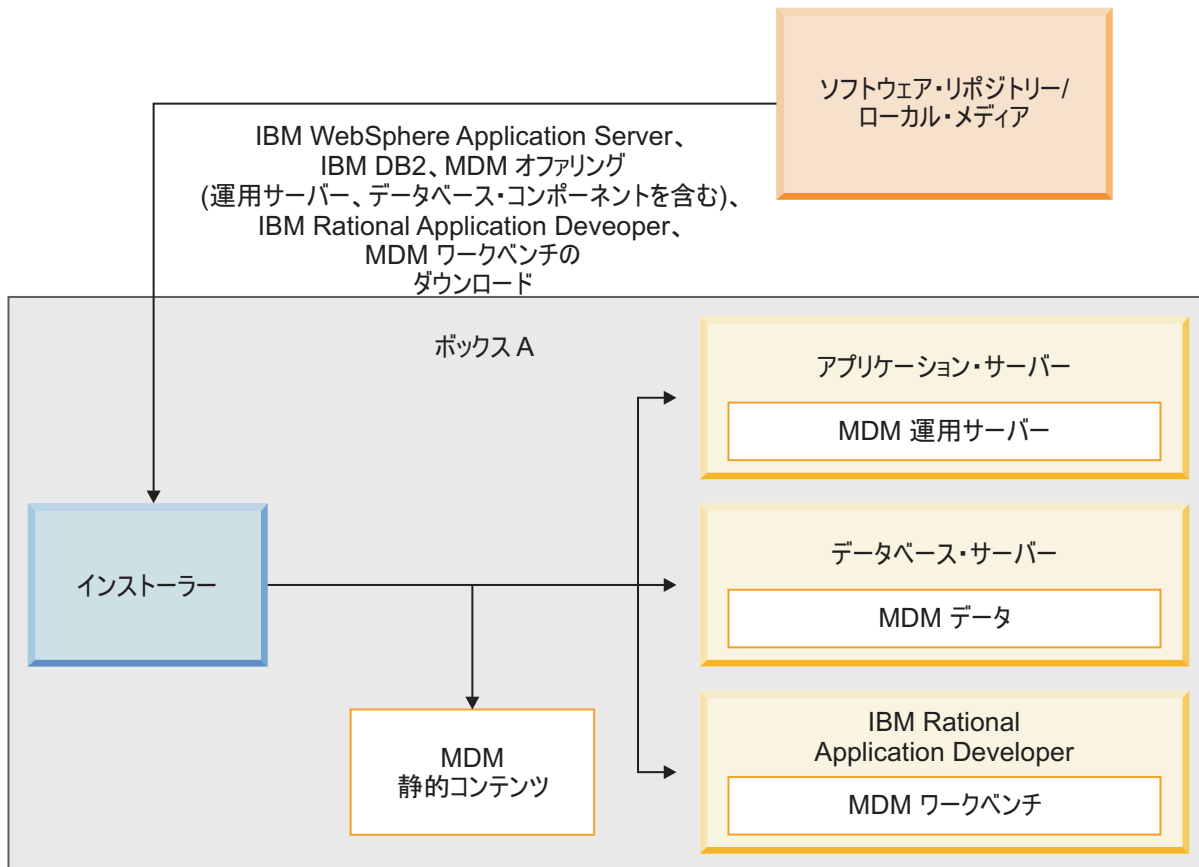 ソフトウェア・リポジトリー/
ローカル・メディア
IBM WebSphere Application Server、
IBM DB2、MDM オファリング
(運用サーバー、データベース・コンポーネントを含む)、
IBM Rational Application Deveoper、
MDM ワークベンチの
ダウンロード
ボックス A
アプリケーション・サーバー
MDM 運用サーバー
インストーラー
データベース・サーバー
MDM データ
MDM
静的コンテンツ
IBM Rational
Application Developer
MDM ワークベンチ